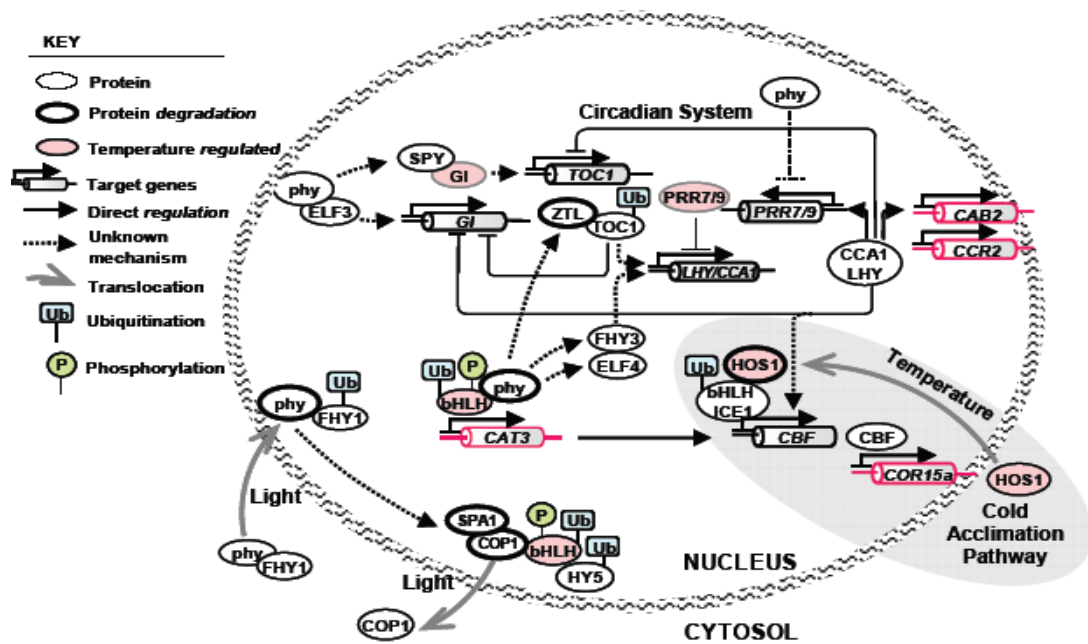 KEY
Protein
Protein degradation
Temperature regulated
Target genes
Direct regulation
Unknown
mechanism
Translocation
Ub
Ubiquitination
P
Phosphorylation
Circadian System
phy
SPY
GI
TOC1
phy
ELF3
GI
ZTL
Ub
TOC1
PRR7/9
PRR7/9
CAB2
CCR2
LHY/CCA1
CCA1
LHY
FHY3
ELF4
Ub
P
bHLH
phy
CAT3
Ub
phy
FHY1
Ub
HOS1
bHLH
ICE1
CBF
CBF
COR15a
Temperature
HOS1
Cold
Acclimation
Pathway
Light
phy
FHY1
SPA1
COP1
P
Ub
bHLH
Ub
HY5
Light
COP1
NUCLEUS
CYTOSOL